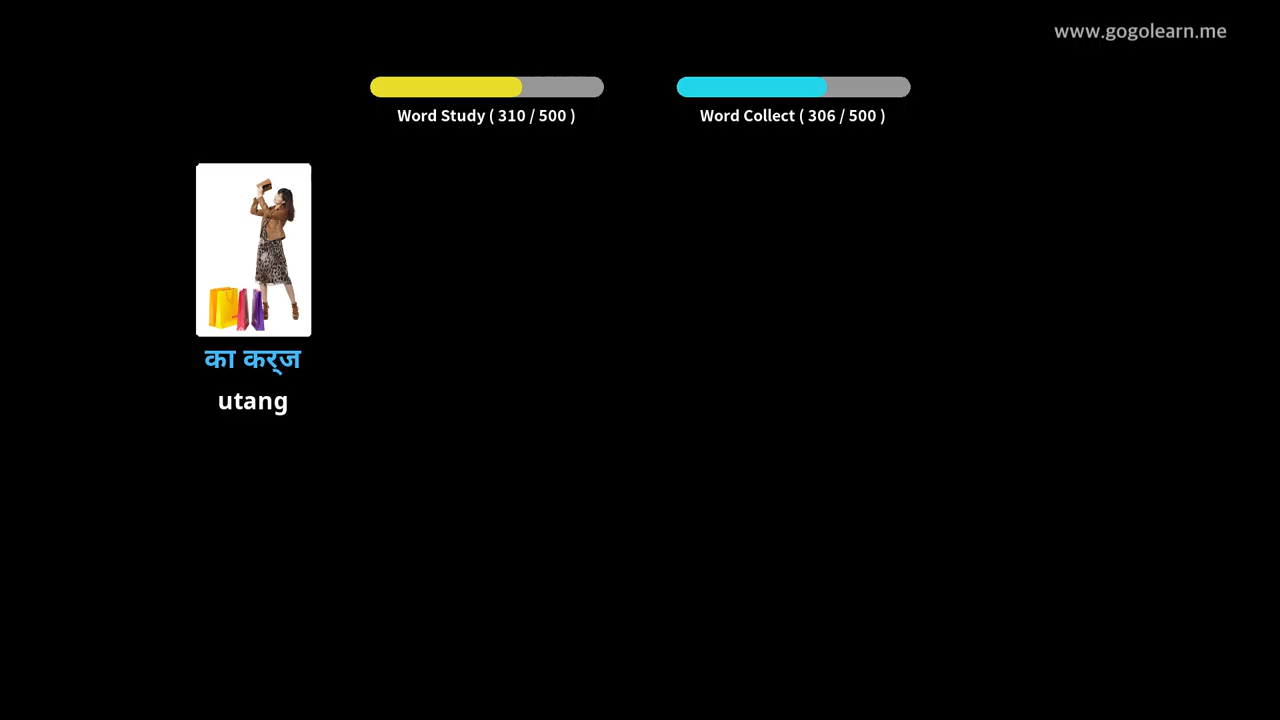 www.gogolearn.me
Word Study ( 310 / 500 )
Word Collect ( 306 / 500 )
का कर्ज
utang